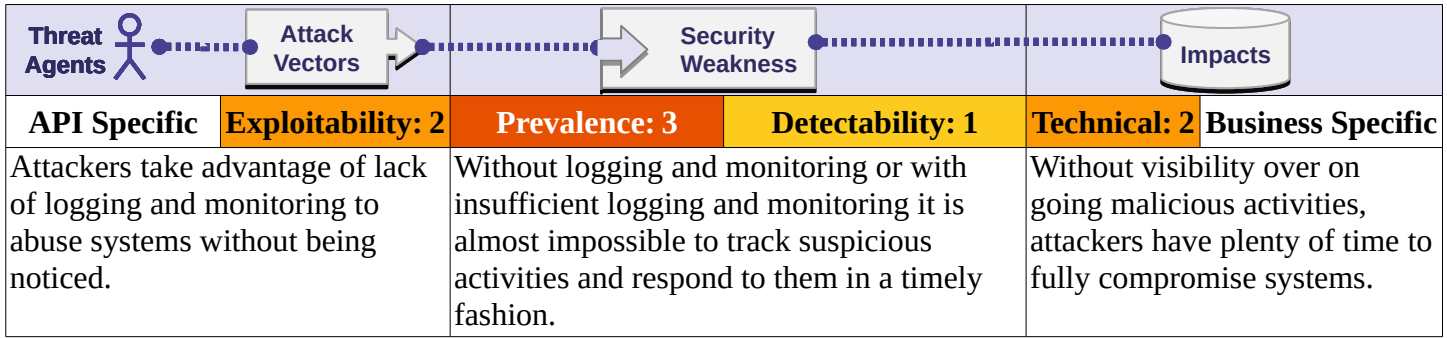 Threat
Agents
Attack
Vectors
Security
Weakness
Impacts
API Specific
Exploitability: 2
Prevalence: 3
Detectability: 1
Technical: 2
Business Specific
Attackers take advantage of lack
of logging and monitoring to
abuse systems without being
noticed.
Without logging and monitoring or with
insufficient logging and monitoring it is
almost impossible to track suspicious
activities and respond to them in a timely
fashion.
Without visibility over on
going malicious activities,
attackers have plenty of time to
fully compromise systems.